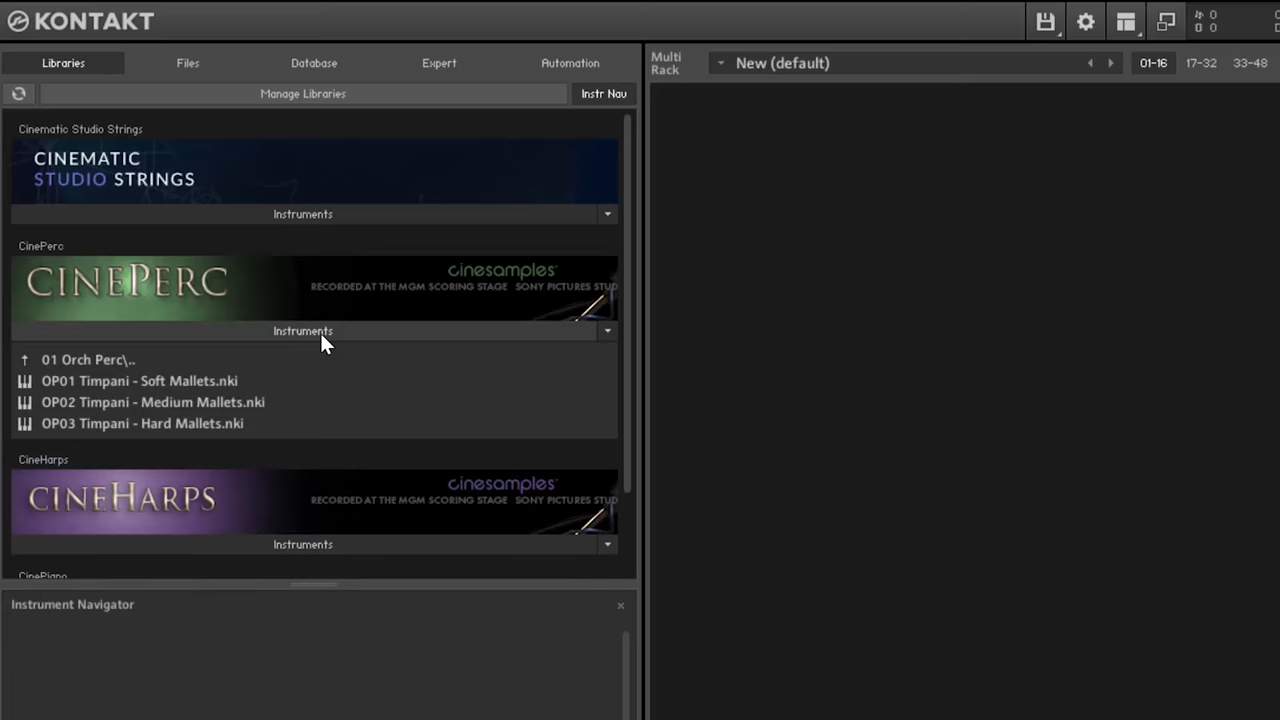 KONTAKT
0
0
Libraries
Files
Database
Expert
Automation
Multi
Rack
New (default)
01-16
17-32
33-48
Manage Libraries
Instr Nav
Cinematic Studio Strings
CINEMATIC
STUDIO STRINGS
Instruments
CinePerc
CINEPERC
cinesamples
RECORDED AT THE MGM SCORING STAGE SONY PICTURES STUD
Instruments
01 Orch Perc\..
OP01 Timpani - Soft Mallets.nki
OP02 Timpani - Medium Mallets.nki
OP03 Timpani - Hard Mallets.nki
CineHarps
CINEHARPS
cinesamples
RECORDED AT THE MGM SCORING STAGE SONY PICTURES STUD
Instruments
CinePiano
Instrument Navigator